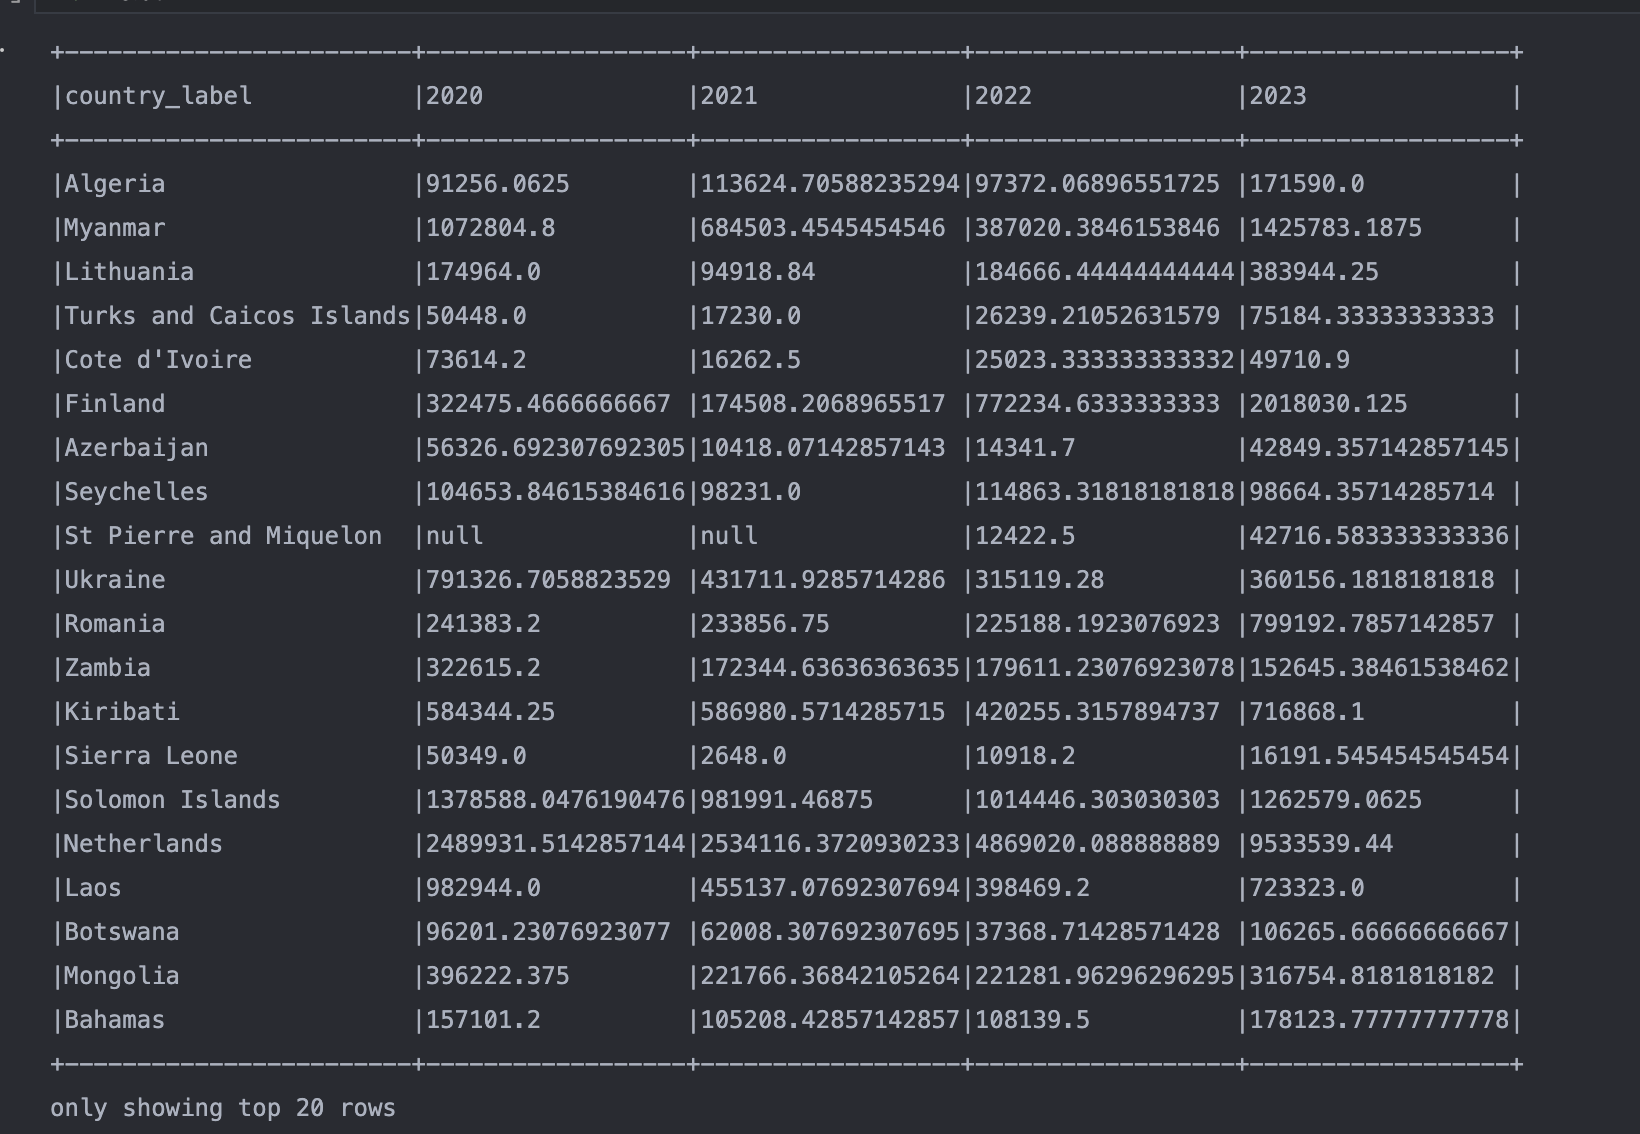 +------------------------+------------------+------------------+------------------+------------------+
|country_label           |2020              |2021              |2022              |2023              |
+------------------------+------------------+------------------+------------------+------------------+
|Algeria                 |91256.0625        |113624.70588235294|97372.06896551725 |171590.0          |
|Myanmar                 |1072804.8         |684503.4545454546 |387020.3846153846 |1425783.1875      |
|Lithuania               |174964.0          |94918.84          |184666.44444444444|383944.25         |
|Turks and Caicos Islands|50448.0           |17230.0           |26239.21052631579 |75184.33333333333 |
|Cote d'Ivoire           |73614.2           |16262.5           |25023.333333333332|49710.9           |
|Finland                 |322475.4666666667 |174508.2068965517 |772234.6333333333 |2018030.125       |
|Azerbaijan              |56326.692307692305|10418.07142857143 |14341.7           |42849.357142857145|
|Seychelles              |104653.84615384616|98231.0           |114863.31818181818|98664.35714285714 |
|St Pierre and Miquelon  |null              |null              |12422.5           |42716.583333333336|
|Ukraine                 |791326.7058823529 |431711.9285714286 |315119.28         |360156.1818181818 |
|Romania                 |241383.2          |233856.75         |225188.1923076923 |799192.7857142857 |
|Zambia                  |322615.2          |172344.63636363635|179611.23076923078|152645.38461538462|
|Kiribati                |584344.25         |586980.5714285715 |420255.3157894737 |716868.1          |
|Sierra Leone            |50349.0           |2648.0            |10918.2           |16191.545454545454|
|Solomon Islands         |1378588.0476190476|981991.46875      |1014446.303030303 |1262579.0625      |
|Netherlands             |2489931.5142857144|2534116.3720930233|4869020.088888889 |9533539.44        |
|Laos                    |982944.0          |455137.07692307694|398469.2          |723323.0          |
|Botswana                |96201.23076923077 |62008.307692307695|37368.71428571428 |106265.66666666667|
|Mongolia                |396222.375        |221766.36842105264|221281.96296296295|316754.8181818182 |
|Bahamas                 |157101.2          |105208.42857142857|108139.5          |178123.77777777778|
+------------------------+------------------+------------------+------------------+------------------+
only showing top 20 rows